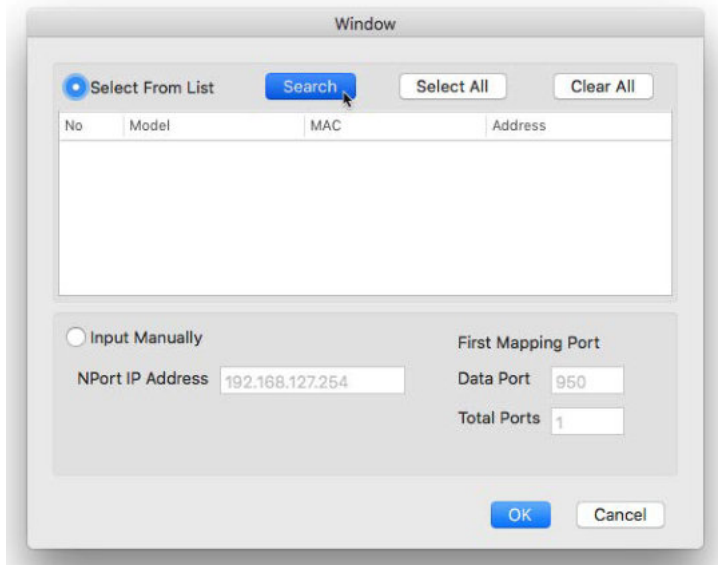 Window
Select From List Search Select All Clear All
No Model MAC Address
Input Manually
First Mapping Port
NPort IP Address 192.168.127.254 Data Port 950
Total Ports 1
OK Cancel